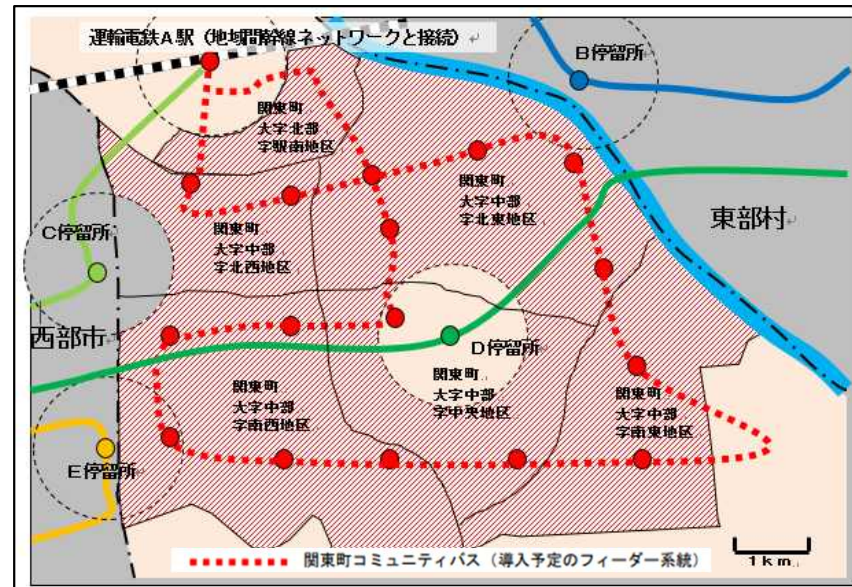 運輸電鉄A駅（地域間幹線ネットワークと接続）
B停留所
関東町
大字北部
字駅南地区
関東町
大字中部
字北東地区
東部村
C停留所
関東町
大字中部
字北西地区
西部市
D停留所
関東町
大字中部
字南西地区
関東町
大字中部
字中央地区
関東町
大字中部
字南東地区
E停留所
関東町コミュニティバス（導入予定のフィーダー系統）
1km